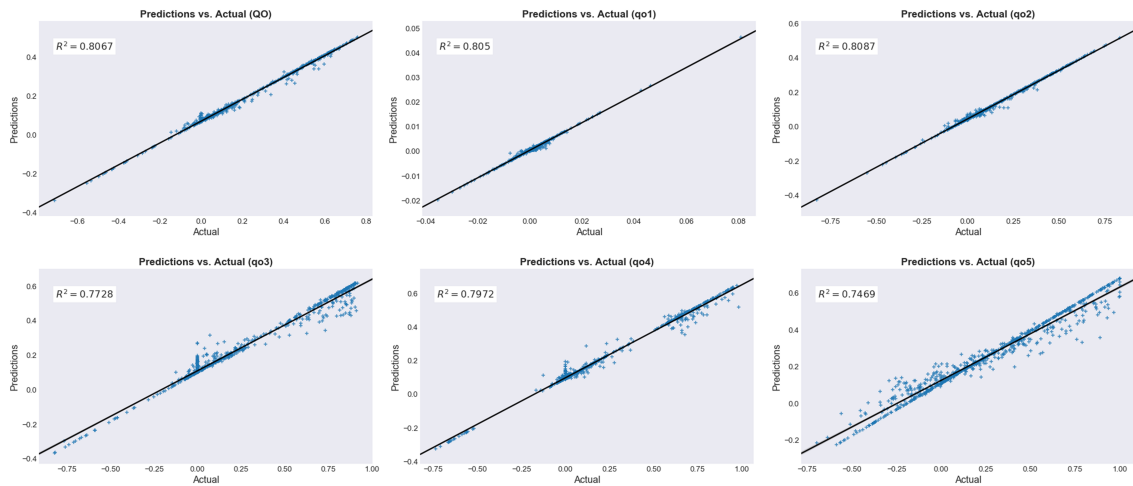 Predictions vs. Actual (QO)
R² = 0.8067
Predictions
0.4
0.2
0.0
−0.2
−0.4
−0.6 −0.4 −0.2 0.0 0.2 0.4 0.6 0.8
Actual
Predictions vs. Actual (qo1)
R² = 0.805
Predictions
0.05
0.04
0.03
0.02
0.01
0.00
−0.01
−0.02
−0.04 −0.02 0.00 0.02 0.04 0.06 0.08
Actual
Predictions vs. Actual (qo2)
R² = 0.8087
Predictions
0.6
0.4
0.2
0.0
−0.2
−0.4
−0.75 −0.50 −0.25 0.00 0.25 0.50 0.75
Actual
Predictions vs. Actual (qo3)
R² = 0.7728
Predictions
0.6
0.4
0.2
0.0
−0.2
−0.4
−0.75 −0.50 −0.25 0.00 0.25 0.50 0.75 1.00
Actual
Predictions vs. Actual (qo4)
R² = 0.7972
Predictions
0.6
0.4
0.2
0.0
−0.2
−0.4
−0.75 −0.50 −0.25 0.00 0.25 0.50 0.75 1.00
Actual
Predictions vs. Actual (qo5)
R² = 0.7469
Predictions
0.6
0.4
0.2
0.0
−0.2
−0.75 −0.50 −0.25 0.00 0.25 0.50 0.75 1.00
Actual